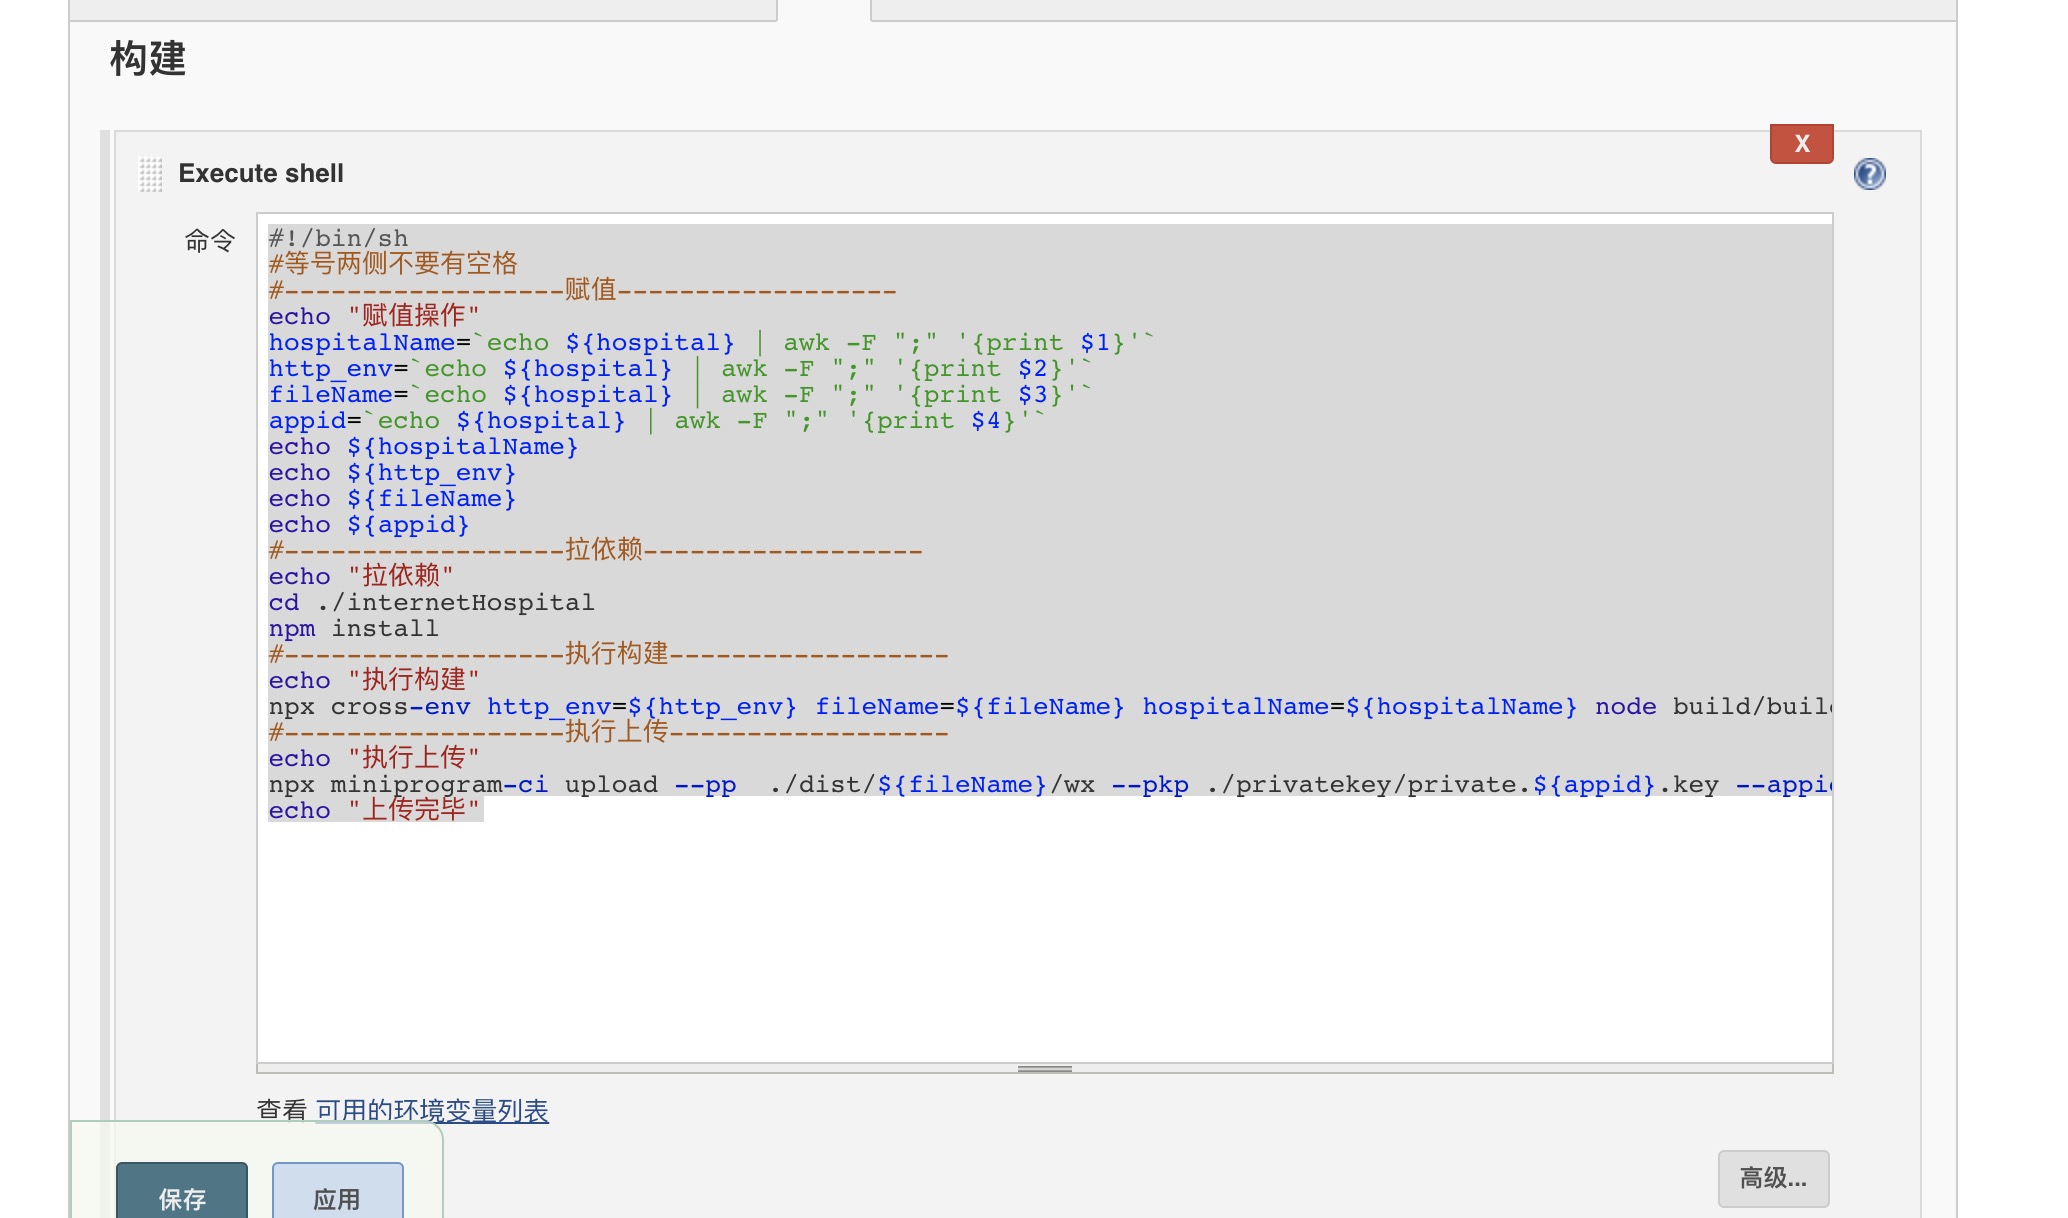 构建
X
Execute shell
命令
#!/bin/sh
#等号两侧不要有空格
#------------------赋值------------------
echo "赋值操作"
hospitalName=`echo ${hospital} | awk -F ";" '{print $1}'`
http_env=`echo ${hospital} | awk -F ";" '{print $2}'`
fileName=`echo ${hospital} | awk -F ";" '{print $3}'`
appid=`echo ${hospital} | awk -F ";" '{print $4}'`
echo ${hospitalName}
echo ${http_env}
echo ${fileName}
echo ${appid}
#------------------拉依赖------------------
echo "拉依赖"
cd ./internetHospital
npm install
#------------------执行构建------------------
echo "执行构建"
npx cross-env http_env=${http_env} fileName=${fileName} hospitalName=${hospitalName} node build/buil
#------------------执行上传------------------
echo "执行上传"
npx miniprogram-ci upload --pp  ./dist/${fileName}/wx --pkp ./privatekey/private.${appid}.key --appi
echo "上传完毕"
查看 可用的环境变量列表
高级...
保存 应用